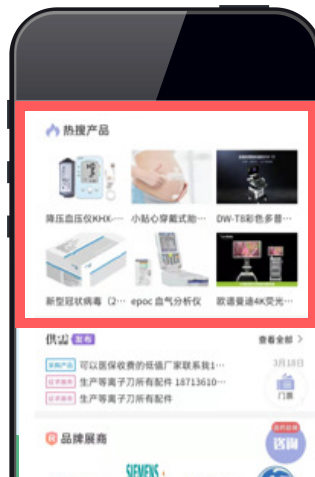 热搜产品
降压血压仪KHX-··· 小贴心穿戴式胎··· DW-T8彩色多普···
新型冠状病毒（2··· epoc 血气分析仪 欧谱曼迪4K荧光···
供需 发布 查看全部 >
采购产品 可以医保收费的低值厂家联系我1··· 3月18日
生产等离子刀所有配件 18713610···
生产等离子刀所有配件 门票
品牌展商
咨询
SIEMENS